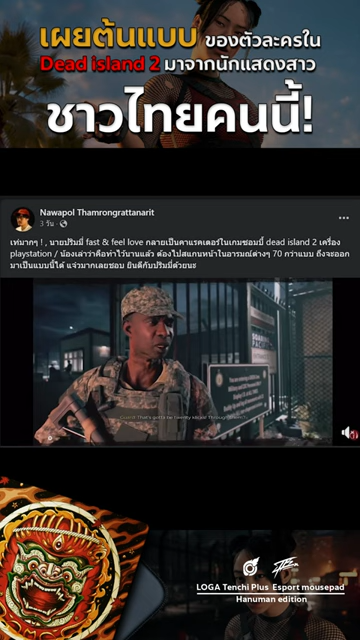 เผยต้นแบบ ของตัวละครใน
Dead island 2 มาจากนักแสดงสาว
ชาวไทยคนนี้!
Nawapol Thamrongrattanarit
3 วัน ·
เท่มากๆ ! , นายปริมมี่ fast & feel love กลายเป็นคาแรคเตอร์ในเกมซอมบี้ dead island 2 เครื่อง
playstation / น้องเล่าว่าคือทำไว้นานแล้ว ต้องไปสแกนหน้าในอารมณ์ต่างๆ 70 กว่าแบบ ถึงจะออก
มาเป็นแบบนี้ได้ แจ๋วมากเลยชอบ ยินดีกับปริมมี่ด้วยนะ
LOGA Tenchi Plus Esport mousepad
Hanuman edition